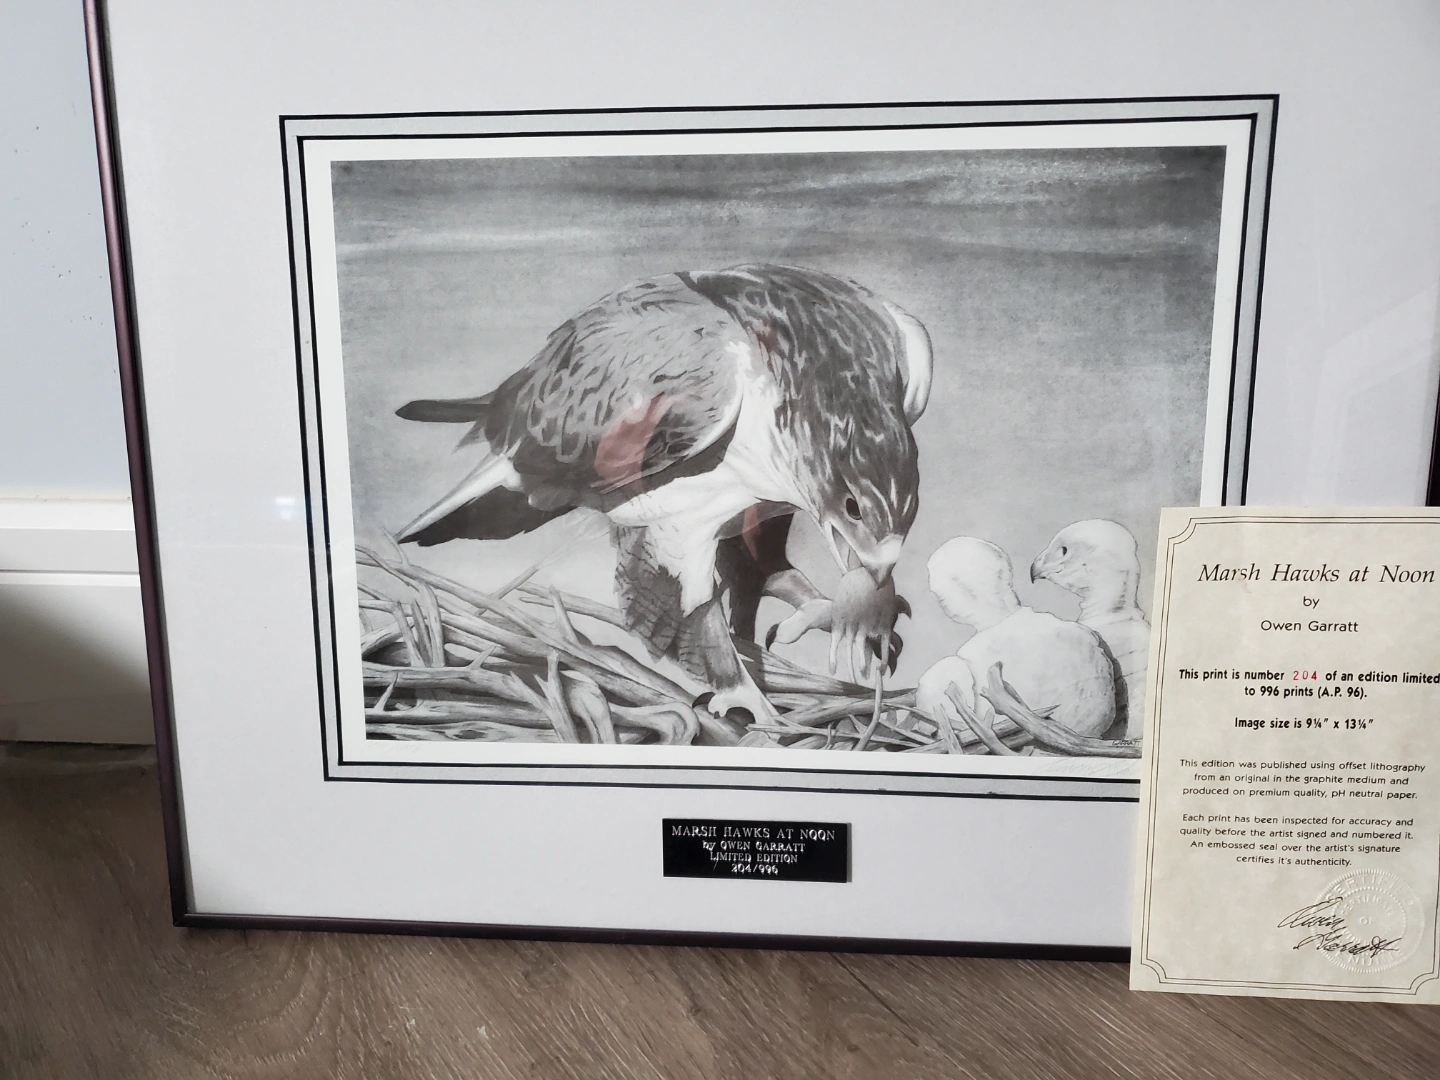 GARRATT
MARSH HAWKS AT NOON
by OWEN GARRATT
LIMITED EDITION
204/996
Marsh Hawks at Noon
by
Owen Garratt
This print is number 204 of an edition limited
to 996 prints (A.P. 96).
Image size is 9¼" x 13¼"
This edition was published using offset lithography
from an original in the graphite medium and
produced on premium quality, pH neutral paper.
Each print has been inspected for accuracy and
quality before the artist signed and numbered it.
An embossed seal over the artist's signature
certifies it's authenticity.
Owen
Garratt